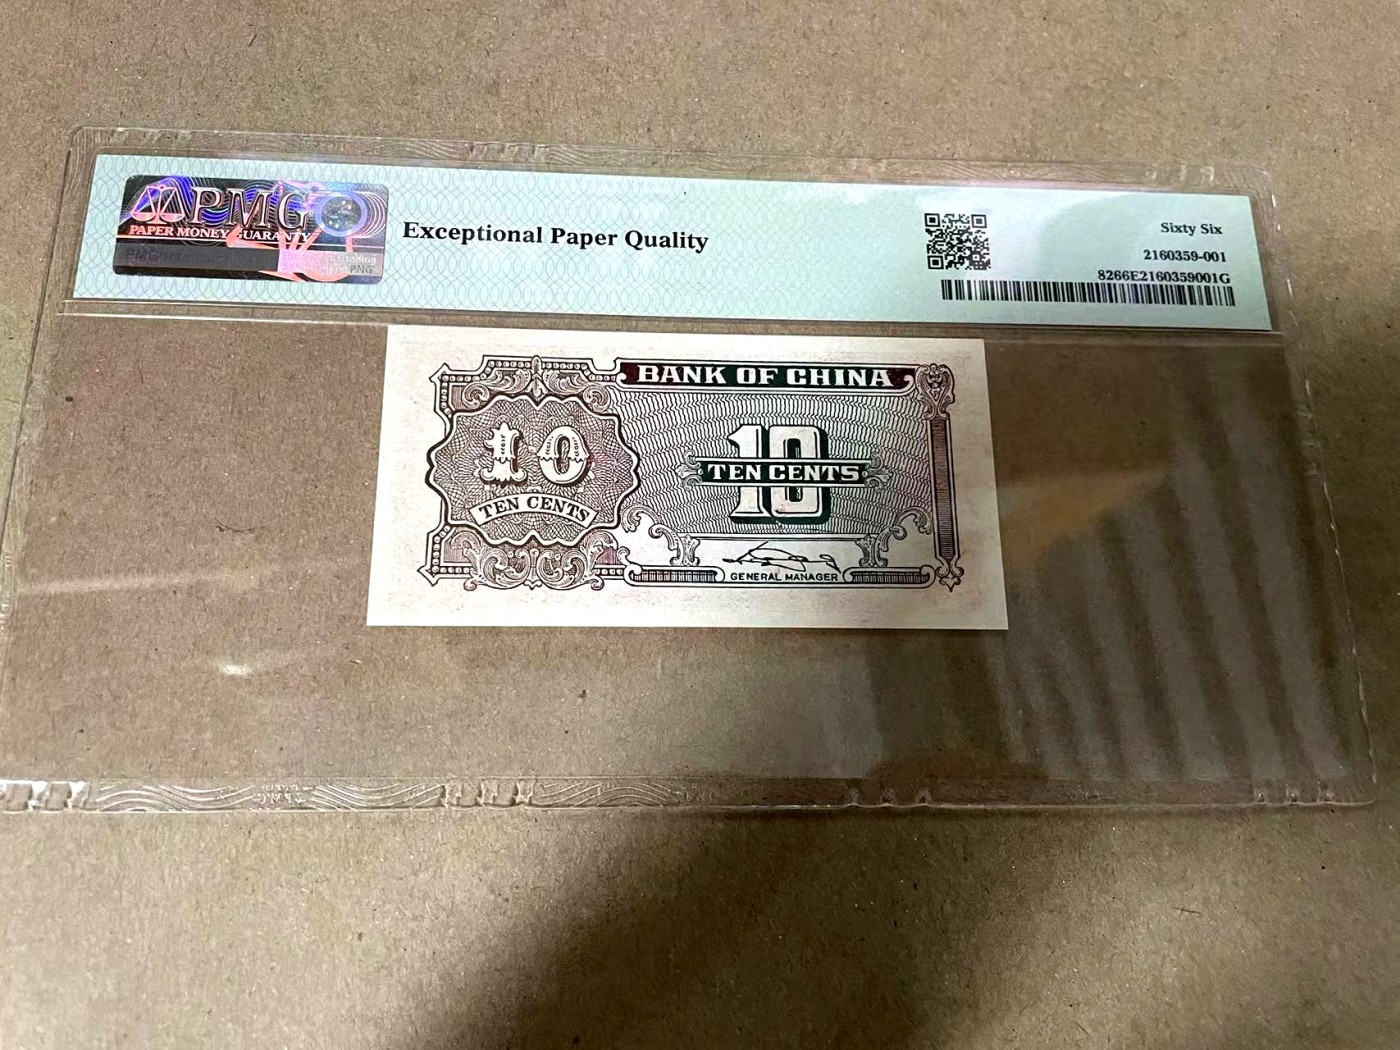 PMG
PAPER MONEY GUARANTY
Exceptional Paper Quality
Sixty Six
2160359-001
8266E2160359001G
BANK OF CHINA
10
TEN CENTS
10
TEN CENTS
GENERAL MANAGER